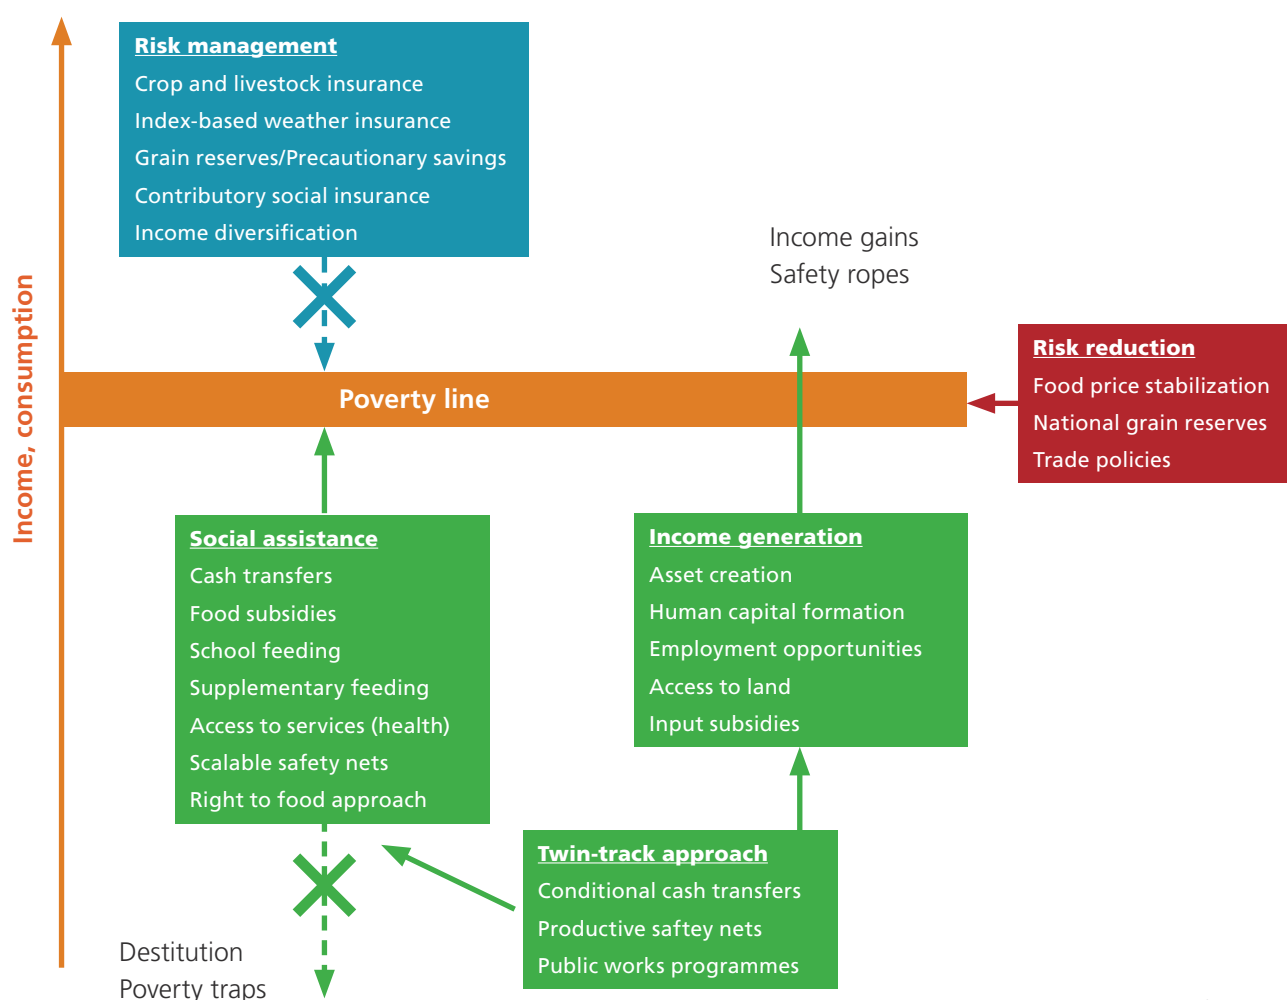 Risk management
Crop and livestock insurance
Index-based weather insurance
Grain reserves/Precautionary savings
Contributory social insurance
Income diversification
Income gains
Safety ropes
Income, consumption
Poverty line
Risk reduction
Food price stabilization
National grain reserves
Trade policies
Social assistance
Cash transfers
Food subsidies
School feeding
Supplementary feeding
Access to services (health)
Scalable safety nets
Right to food approach
Income generation
Asset creation
Human capital formation
Employment opportunities
Access to land
Input subsidies
Twin-track approach
Conditional cash transfers
Productive saftey nets
Public works programmes
Destitution
Poverty traps